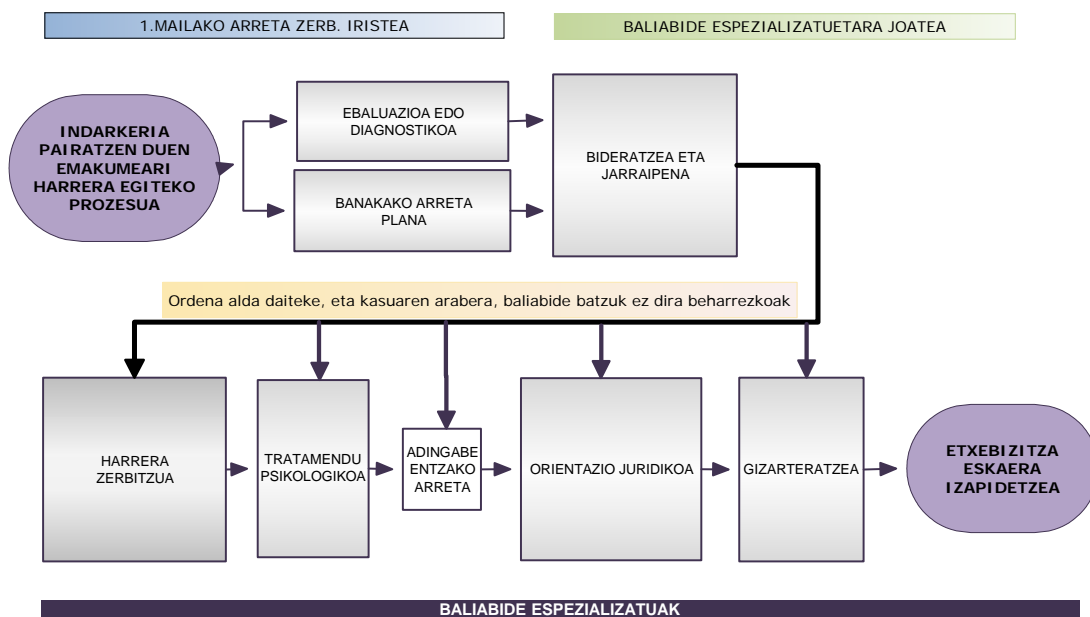 1.MAILAKO ARRETA ZERB. IRISTEA
BALIABIDE ESPEZIALIZATUETARA JOATEA
INDARKERIA
PAIRATZEN DUEN
EMAKUMEARI
HARRERA EGITEKO
PROZESUA
EBALUAZIOA EDO
DIAGNOSTIKOA
BANAKAKO ARRETA
PLANA
BIDERATZEA ETA
JARRAIPENA
Ordena alda daiteke, eta kasuaren arabera, baliabide batzuk ez dira beharrezkoak
HARRERA
ZERBITZUA
TRATAMENDU
PSIKOLOGIKOA
ADINGABE
ENTZAKO
ARRETA
ORIENTAZIO JURIDIKOA
GIZARTERATZEA
ETXEBIZITZA
ESKAERA
IZAPIDETZEA
BALIABIDE ESPEZIALIZATUAK